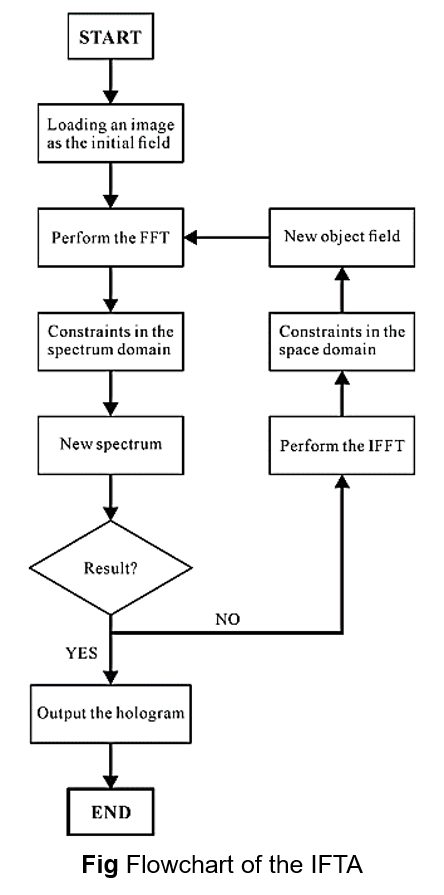 START
Loading an image
as the initial field
Perform the FFT
New object field
Constraints in the
spectrum domain
Constraints in the
space domain
New spectrum
Perform the IFFT
Result?
NO
YES
Output the hologram
END
Fig Flowchart of the IFTA